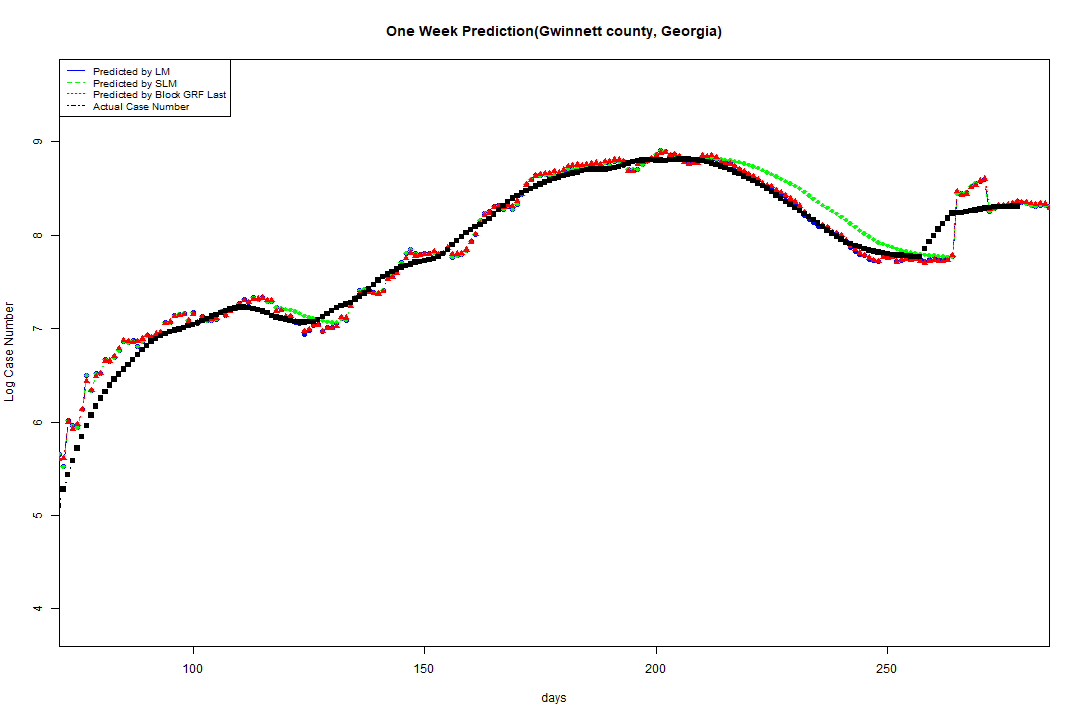 One Week Prediction(Gwinnett county, Georgia)
Predicted by LM
Predicted by SLM
Predicted by Block GRF Last
Actual Case Number
9
8
7
6
5
4
Log Case Number
100 150 200 250
days